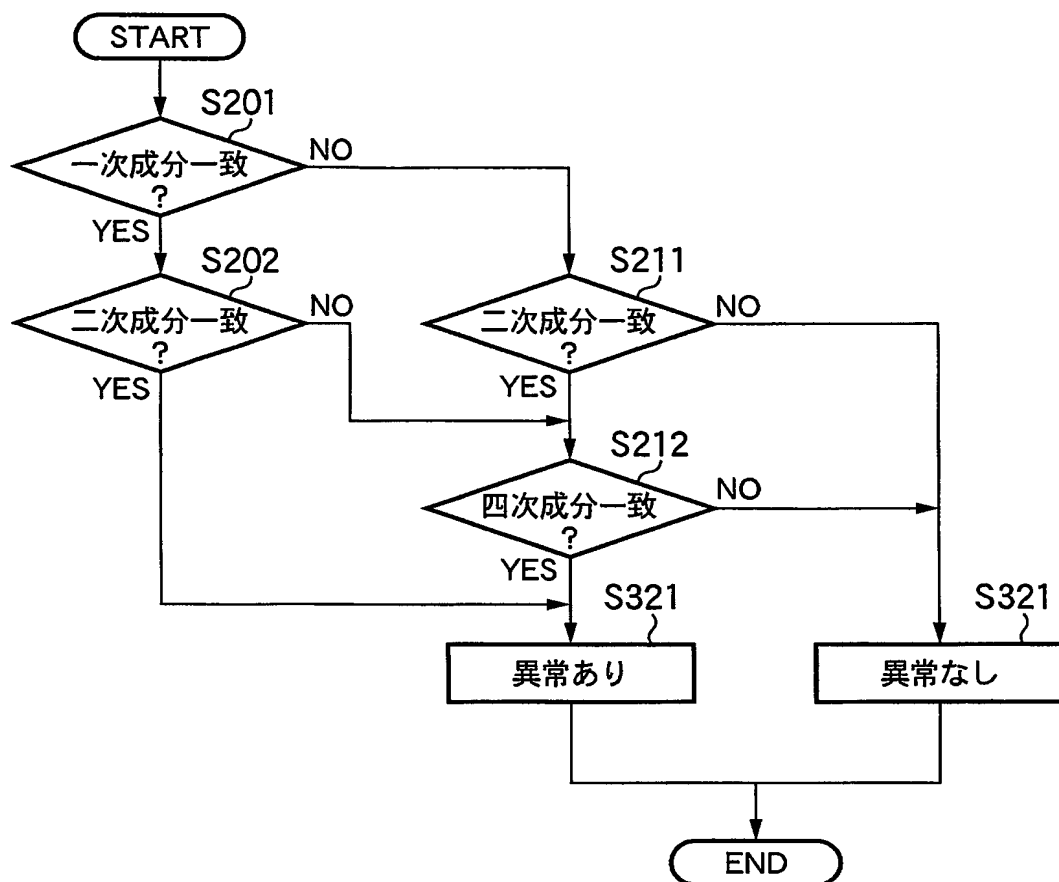 START
S201
一次成分一致
?
NO
YES
S202
二次成分一致
?
NO
YES
S211
二次成分一致
?
NO
YES
S212
四次成分一致
?
NO
YES
S321
異常あり
S321
異常なし
END